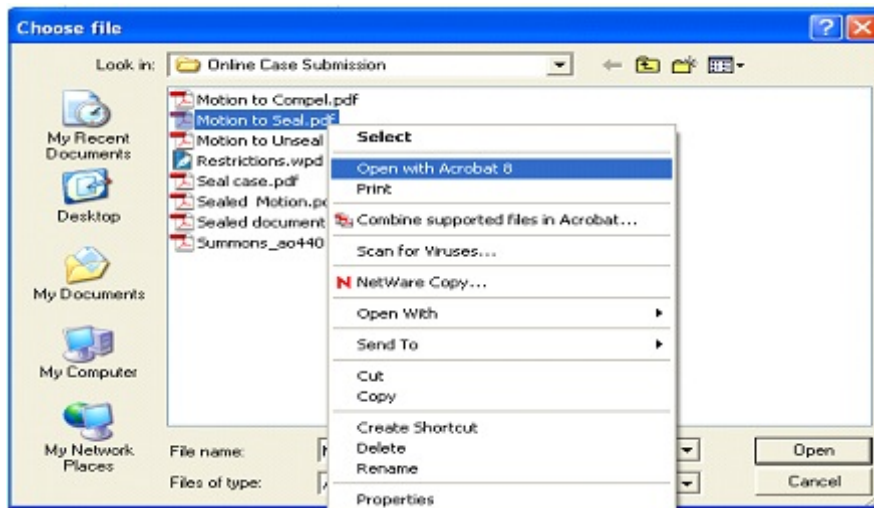 Choose file
Look in: Online Case Submission
My Recent Documents
Desktop
My Documents
My Computer
My Network Places
Motion to Compel.pdf
Motion to Seal.pdf
Motion to Unseal
Restrictions.wpd
Seal case.pdf
Sealed Motion.pd
Sealed document
Summons_ao440
Select
Open with Acrobat 8
Print
Combine supported files in Acrobat...
Scan for Viruses...
NetWare Copy...
Open With
Send To
Cut
Copy
Create Shortcut
Delete
Rename
Properties
File name:
Open
Files of type:
Cancel